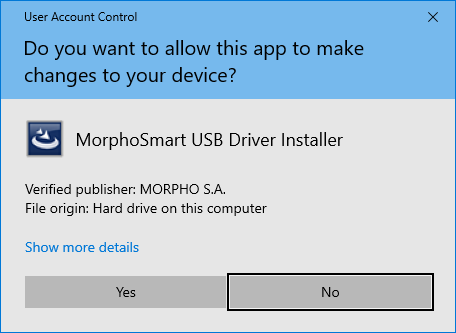 User Account Control
Do you want to allow this app to make
changes to your device?
MorphoSmart USB Driver Installer
Verified publisher: MORPHO S.A.
File origin: Hard drive on this computer
Show more details
Yes
No